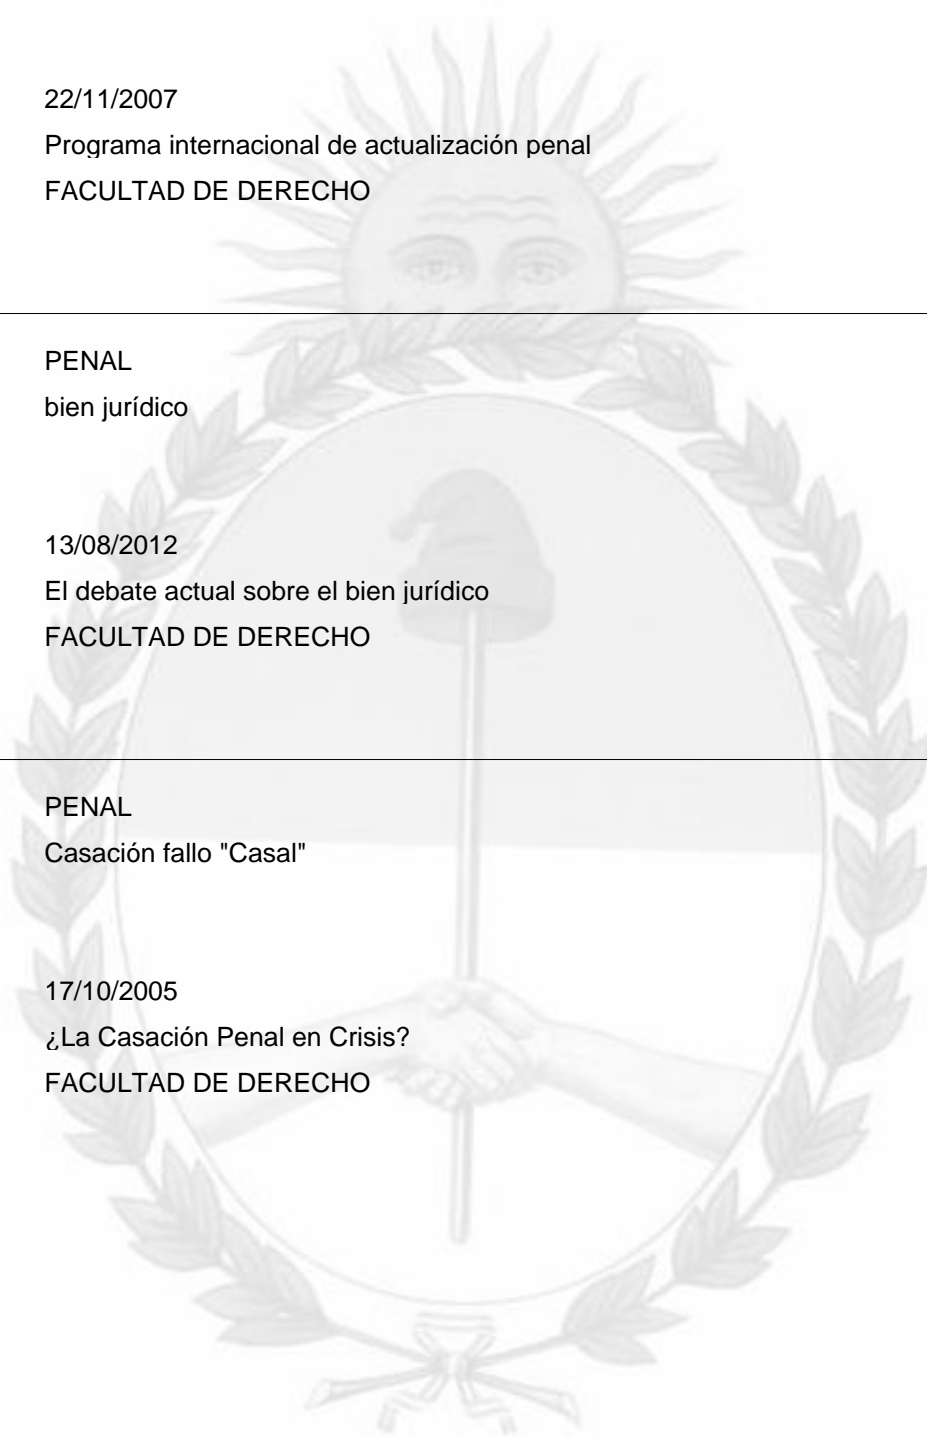 22/11/2007
Programa internacional de actualización penal
FACULTAD DE DERECHO
PENAL
bien jurídico
13/08/2012
El debate actual sobre el bien jurídico
FACULTAD DE DERECHO
PENAL
Casación fallo "Casal"
17/10/2005
¿La Casación Penal en Crisis?
FACULTAD DE DERECHO